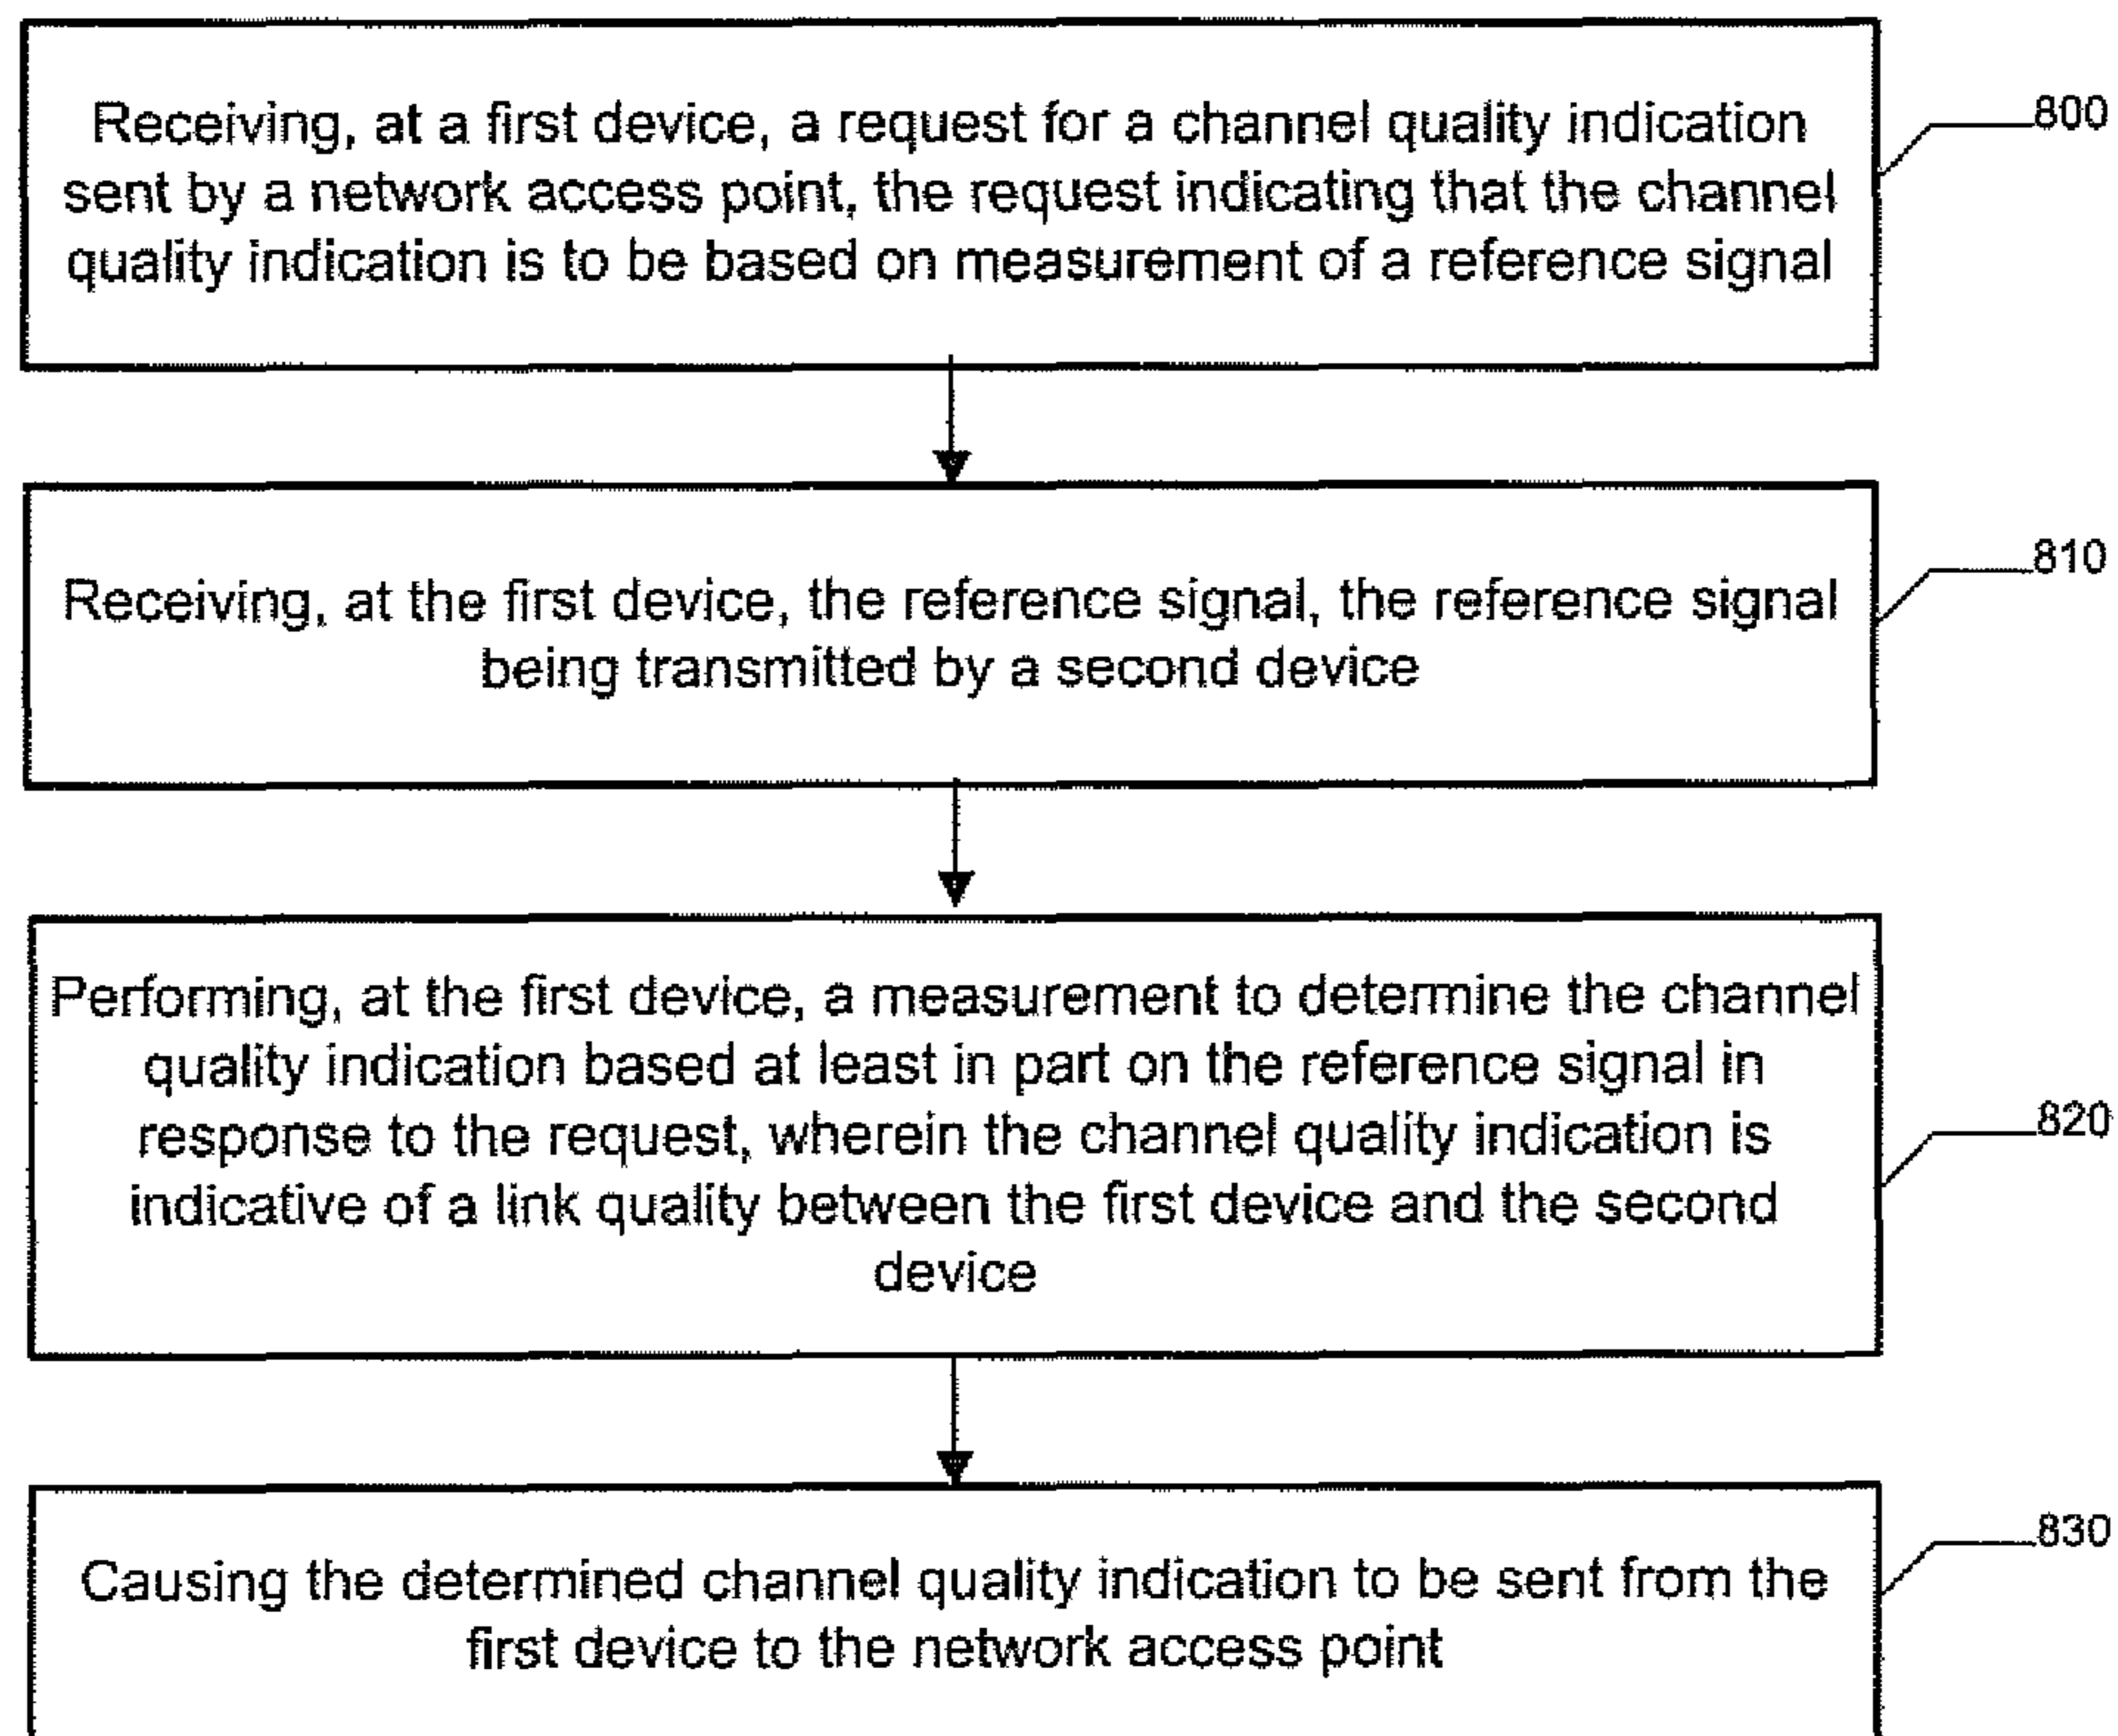 Receiving, at a first device, a request for a channel quality indication
sent by a network access point, the request indicating that the channel
quality indication is to be based on measurement of a reference signal
800
Receiving, at the first device, the reference signal, the reference signal
being transmitted by a second device
810
Performing, at the first device, a measurement to determine the channel
quality indication based at least in part on the reference signal in
response to the request, wherein the channel quality indication is
indicative of a link quality between the first device and the second
device
820
Causing the determined channel quality indication to be sent from the
first device to the network access point
830